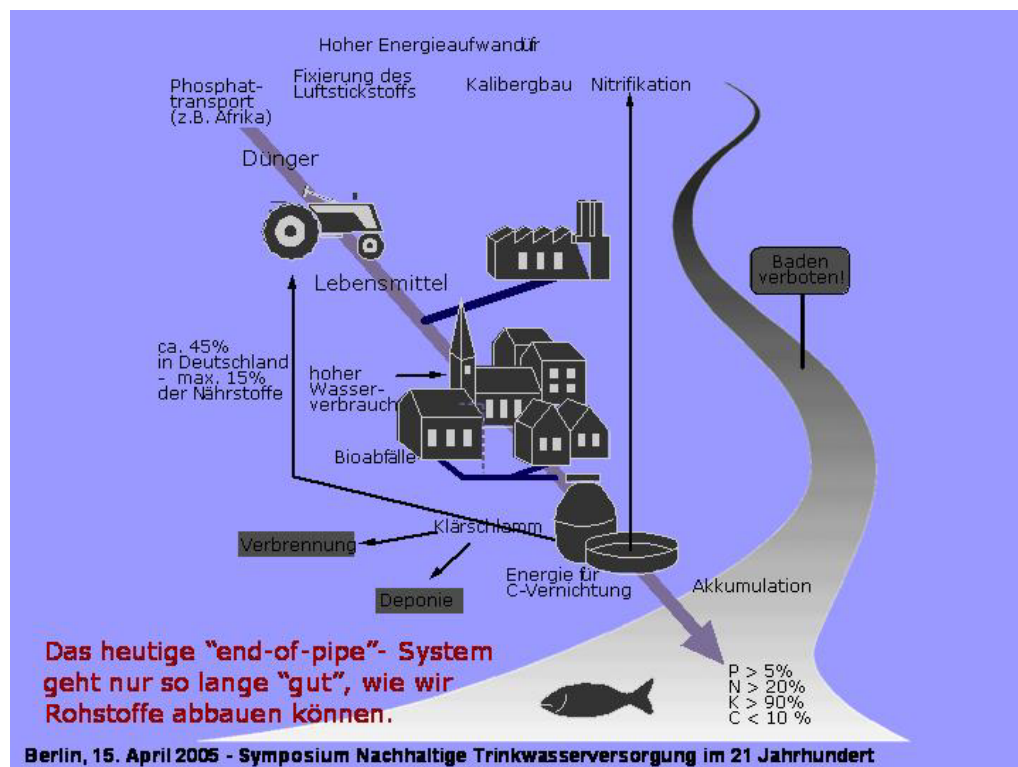 Hoher Energieaufwand für
Phosphat-
transport
(z.B. Afrika)
Fixierung des
Luftstickstoffs
Kalibergbau
Nitrifikation
Dünger
Baden
verboten!
Lebensmittel
ca. 45%
in Deutschland
- max. 15%
der Nährstoffe
hoher
Wasser-
verbrauch
Bioabfälle
Klärschlamm
Verbrennung
Deponie
Energie für
C-Vernichtung
Akkumulation
Das heutige “end-of-pipe”- System
geht nur so lange “gut”, wie wir
Rohstoffe abbauen können.
P > 5%
N > 20%
K > 90%
C < 10 %
Berlin, 15. April 2005 - Symposium Nachhaltige Trinkwasserversorgung im 21 Jahrhundert